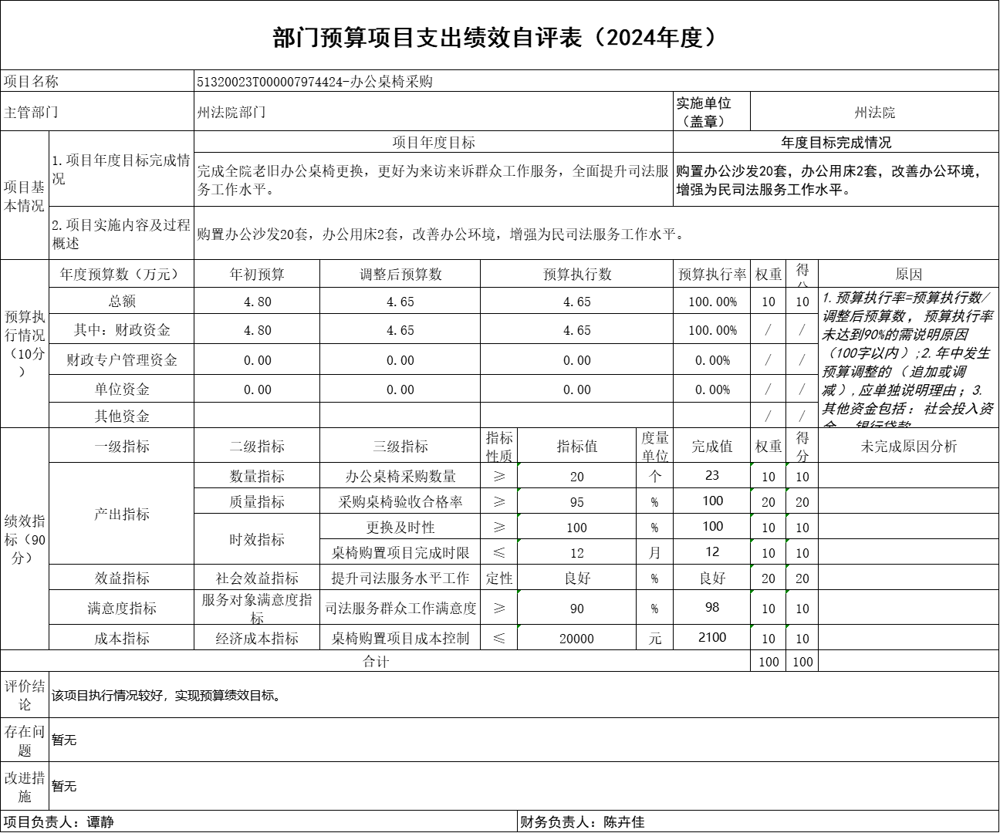 部门预算项目支出绩效自评表（2024年度）
项目名称 51320023T000007974424-办公桌椅采购
主管部门 州法院部门 实施单位（盖章） 州法院
项目基本情况
1.项目年度目标完成情况
项目年度目标 年度目标完成情况
完成全院老旧办公桌椅更换，更好为来访来诉群众工作服务，全面提升司法服务工作水平。
购置办公沙发20套，办公用床2套，改善办公环境，增强为民司法服务工作水平。
2.项目实施内容及过程概述
购置办公沙发20套，办公用床2套，改善办公环境，增强为民司法服务工作水平。
预算执行情况（10分）
年度预算数（万元） 年初预算 调整后预算数 预算执行数 预算执行率 权重 得分 原因
总额 4.80 4.65 4.65 100.00% 10 10
其中：财政资金 4.80 4.65 4.65 100.00% / /
财政专户管理资金 0.00 0.00 0.00 0.00% / /
单位资金 0.00 0.00 0.00 0.00% / /
其他资金 / /
1.预算执行率=预算执行数/
调整后预算数，预算执行率
未达到90%的需说明原因
（100字以内）;2.年中发生
预算调整的（追加或调
减）,应单独说明理由；3.
其他资金包括：社会投入资
金、银行贷款
绩效指标（90分）
一级指标 二级指标 三级指标 指标性质 指标值 度量单位 完成值 权重 得分 未完成原因分析
产出指标 数量指标 办公桌椅采购数量 ≥ 20 个 23 10 10
质量指标 采购桌椅验收合格率 ≥ 95 % 100 20 20
时效指标 更换及时性 ≥ 100 % 100 10 10
桌椅购置项目完成时限 ≤ 12 月 12 10 10
效益指标 社会效益指标 提升司法服务水平工作 定性 良好 % 良好 20 20
满意度指标 服务对象满意度指标 司法服务群众工作满意度 ≥ 90 % 98 10 10
成本指标 经济成本指标 桌椅购置项目成本控制 ≤ 20000 元 2100 10 10
合计 100 100
评价结论 该项目执行情况较好，实现预算绩效目标。
存在问题 暂无
改进措施 暂无
项目负责人：谭静 财务负责人：陈卉佳